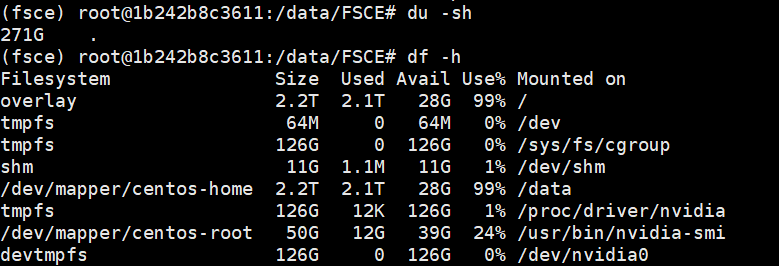 (fsce) root@1b242b8c3611:/data/FSCE# du -sh
271G    .
(fsce) root@1b242b8c3611:/data/FSCE# df -h
Filesystem               Size  Used Avail Use% Mounted on
overlay                  2.2T  2.1T   28G  99% /
tmpfs                     64M     0   64M   0% /dev
tmpfs                    126G     0  126G   0% /sys/fs/cgroup
shm                       11G  1.1M   11G   1% /dev/shm
/dev/mapper/centos-home  2.2T  2.1T   28G  99% /data
tmpfs                    126G   12K  126G   1% /proc/driver/nvidia
/dev/mapper/centos-root   50G   12G   39G  24% /usr/bin/nvidia-smi
devtmpfs                 126G     0  126G   0% /dev/nvidia0